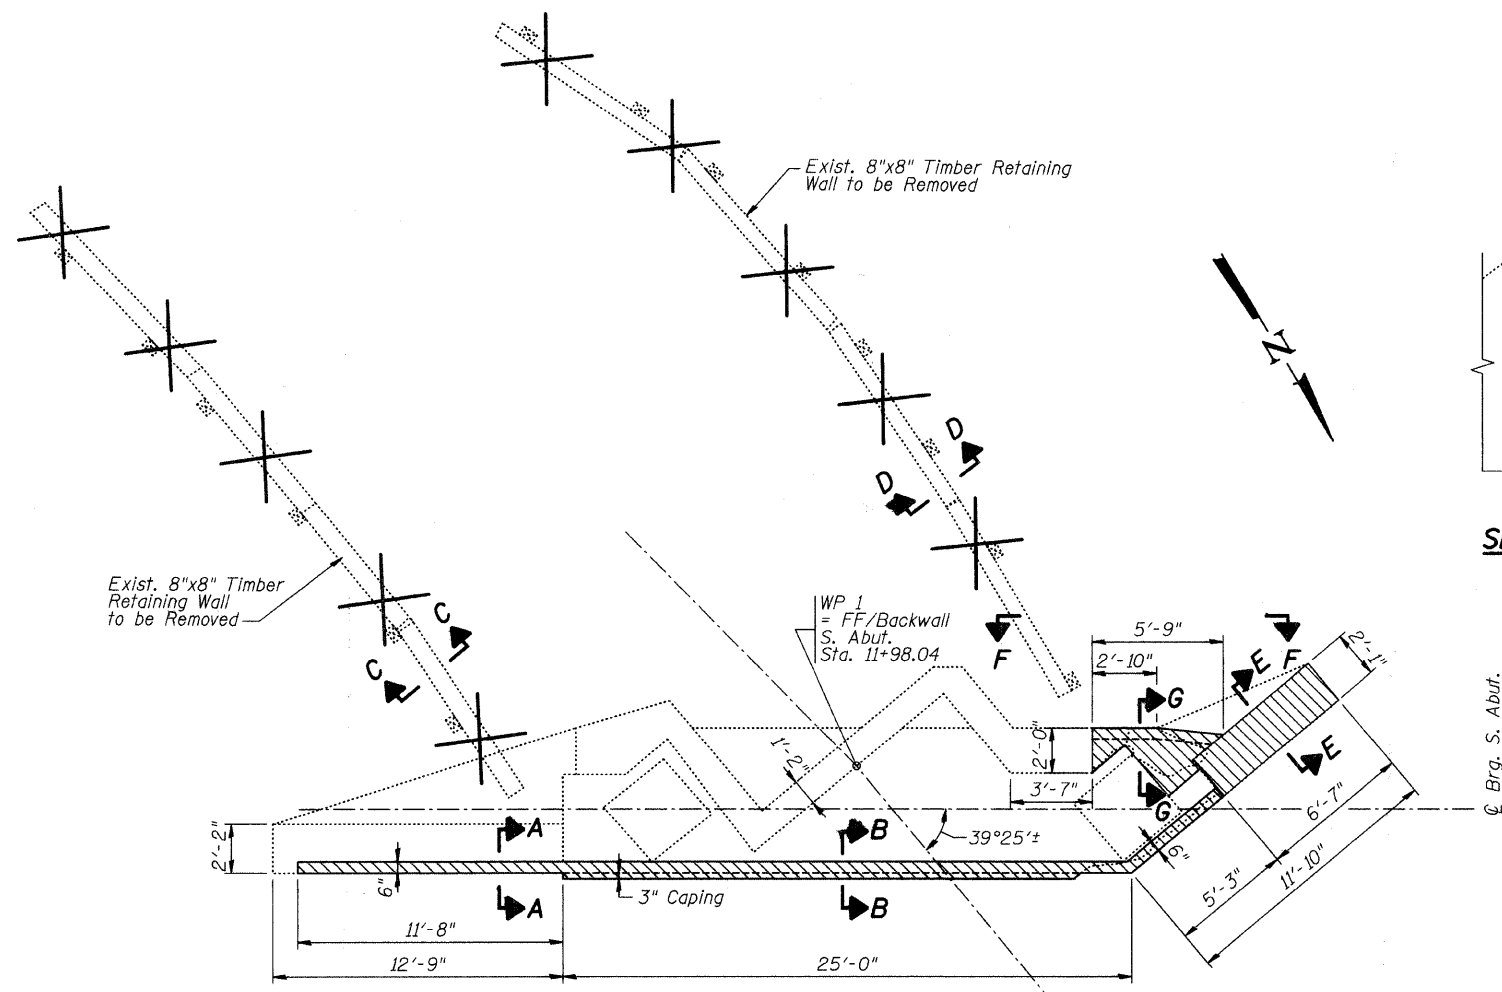 Exist. 8"x8" Timber Retaining
Wall to be Removed
N
D
D
Exist. 8"x8" Timber
Retaining Wall
to be Removed
C
C
WP 1
= FF/Backwall
S. Abut.
Sta. 11+98.04
F
F
5'-9"
2'-10"
E
E
2'-1"
G
G
2'-0"
3'-7"
1'-2"
39°25'±
℄ Brg. S. Abut.
2'-2"
6"
A
A
B
B
3" Caping
6"
6'-7"
5'-3"
11'-10"
11'-8"
12'-9"
25'-0"